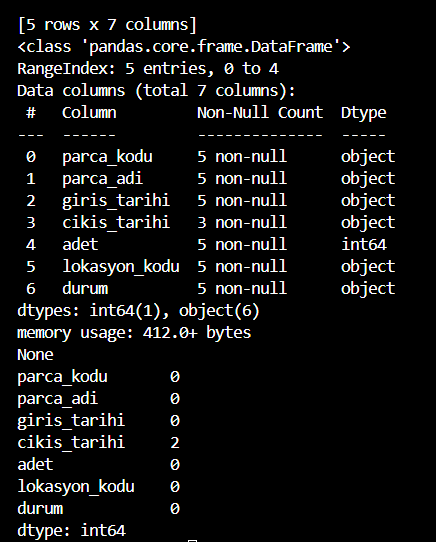 [5 rows x 7 columns]
<class 'pandas.core.frame.DataFrame'>
RangeIndex: 5 entries, 0 to 4
Data columns (total 7 columns):
 #   Column         Non-Null Count  Dtype
---  ------         --------------  -----
 0   parca_kodu     5 non-null      object
 1   parca_adi      5 non-null      object
 2   giris_tarihi   5 non-null      object
 3   cikis_tarihi   3 non-null      object
 4   adet           5 non-null      int64
 5   lokasyon_kodu  5 non-null      object
 6   durum          5 non-null      object
dtypes: int64(1), object(6)
memory usage: 412.0+ bytes
None
parca_kodu       0
parca_adi        0
giris_tarihi     0
cikis_tarihi     2
adet             0
lokasyon_kodu    0
durum            0
dtype: int64